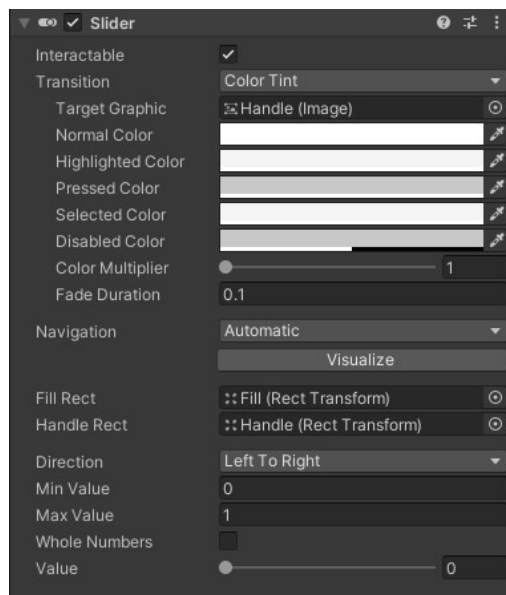 Slider
Interactable
Transition Color Tint
Target Graphic Handle (Image)
Normal Color
Highlighted Color
Pressed Color
Selected Color
Disabled Color
Color Multiplier 1
Fade Duration 0.1
Navigation Automatic
Visualize
Fill Rect Fill (Rect Transform)
Handle Rect Handle (Rect Transform)
Direction Left To Right
Min Value 0
Max Value 1
Whole Numbers
Value 0